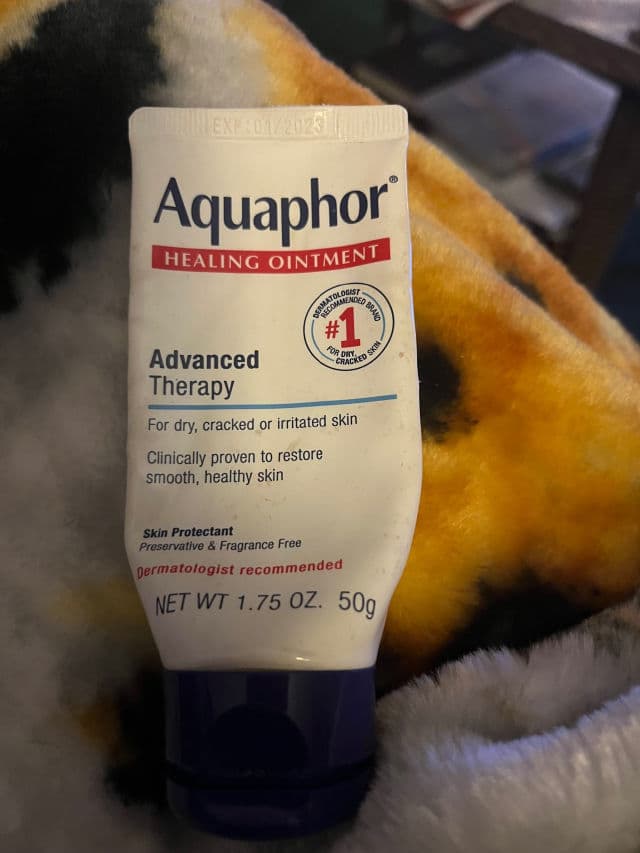 EXP:01/2023
Aquaphor®
HEALING OINTMENT
DERMATOLOGIST
RECOMMENDED BRAND
#1
FOR DRY,
CRACKED SKIN
Advanced
Therapy
For dry, cracked or irritated skin
Clinically proven to restore
smooth, healthy skin
Skin Protectant
Preservative & Fragrance Free
Dermatologist recommended
NET WT 1.75 OZ. 50g